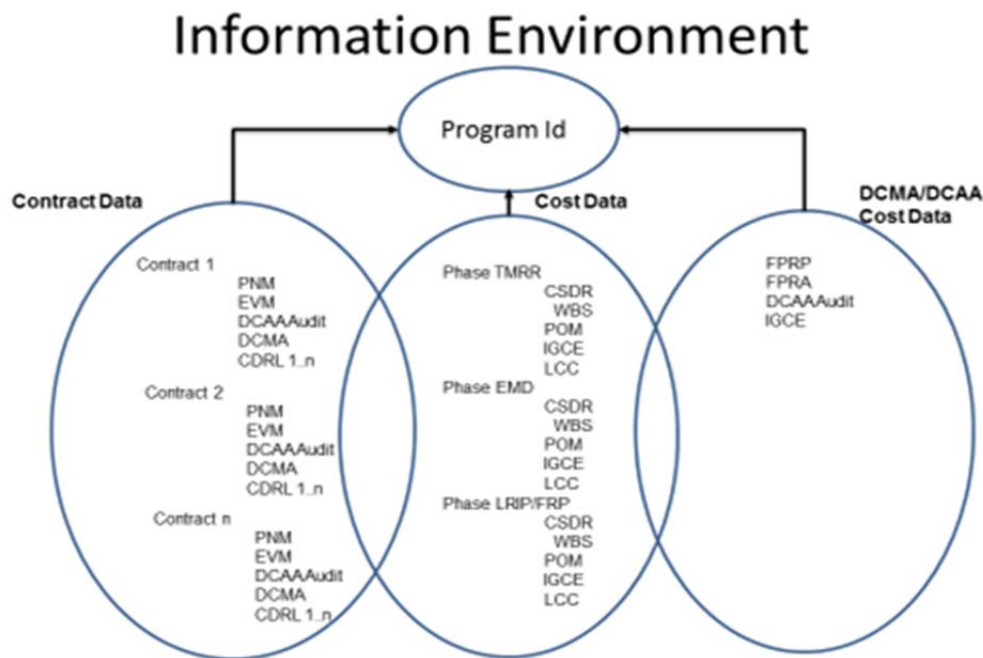 Information Environment
Program Id
Contract Data
Cost Data
DCMA/DCAA
Cost Data
Contract 1
PNM
EVM
DCAAAudit
DCMA
CDRL 1..n
Contract 2
PNM
EVM
DCAAAudit
DCMA
CDRL 1..n
Contract n
PNM
EVM
DCAAAudit
DCMA
CDRL 1..n
Phase TMRR
CSDR
WBS
POM
IGCE
LCC
Phase EMD
CSDR
WBS
POM
IGCE
LCC
Phase LRIP/FRP
CSDR
WBS
POM
IGCE
LCC
FPRP
FPRA
DCAAAudit
IGCE